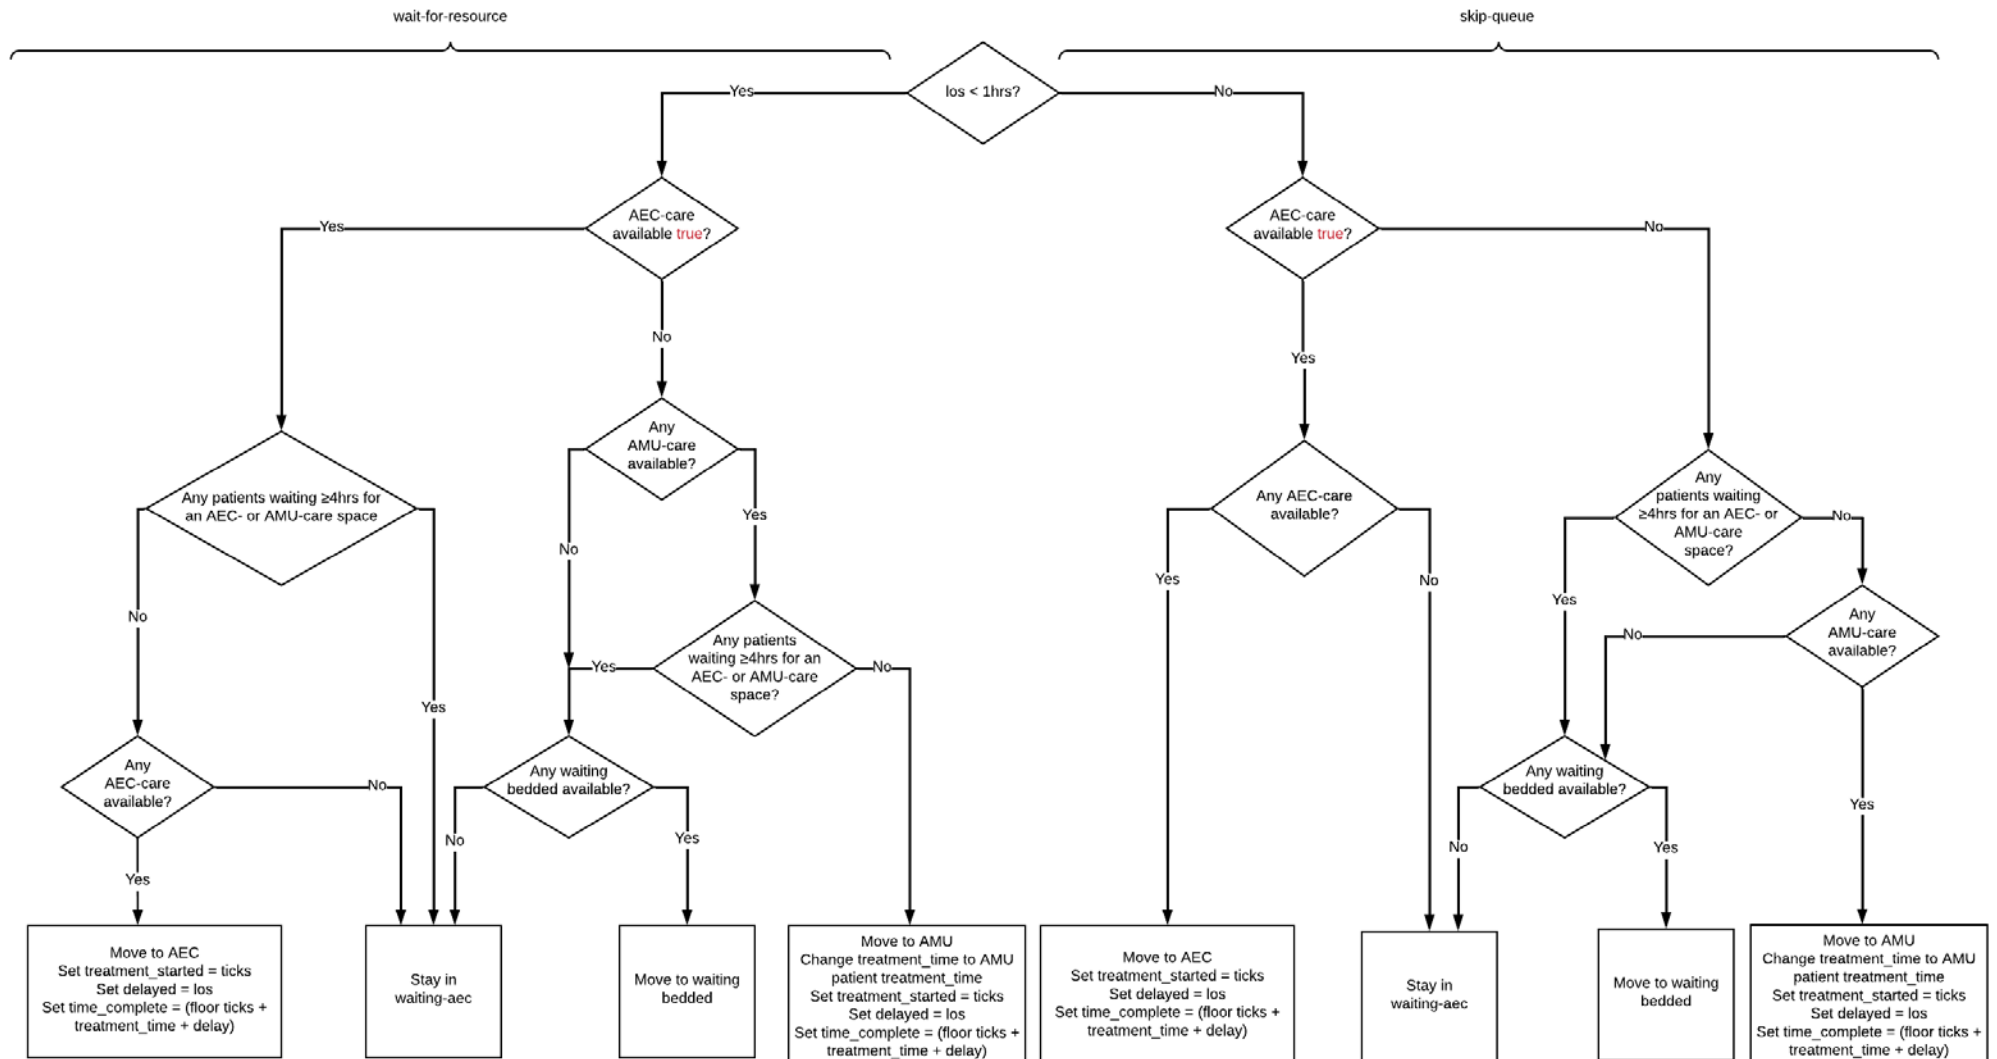 wait-for-resource
skip-queue
los < 1hrs?
Yes
No
AEC-care
available true?
Yes
No
AEC-care
available true?
No
Yes
Any
AMU-care
available?
No
Yes
Any patients waiting ≥4hrs for
an AEC- or AMU-care space
No
Yes
Any AEC-care
available?
Yes
No
Any
patients waiting
≥4hrs for an AEC- or
AMU-care
space?
No
Yes
Any patients
waiting ≥4hrs for an
AEC- or AMU-care
space?
Yes
No
Any
AMU-care
available?
No
Yes
Any
AEC-care
available?
No
Yes
Any waiting
bedded available?
No
Yes
Any waiting
bedded available?
No
Yes
Move to AEC
Set treatment_started = ticks
Set delayed = los
Set time_complete = (floor ticks +
treatment_time + delay)
Stay in
waiting-aec
Move to waiting
bedded
Move to AMU
Change treatment_time to AMU
patient treatment_time
Set treatment_started = ticks
Set delayed = los
Set time_complete = (floor ticks +
treatment_time + delay)
Move to AEC
Set treatment_started = ticks
Set delayed = los
Set time_complete = (floor ticks +
treatment_time + delay)
Stay in
waiting-aec
Move to waiting
bedded
Move to AMU
Change treatment_time to AMU
patient treatment_time
Set treatment_started = ticks
Set delayed = los
Set time_complete = (floor ticks +
treatment_time + delay)